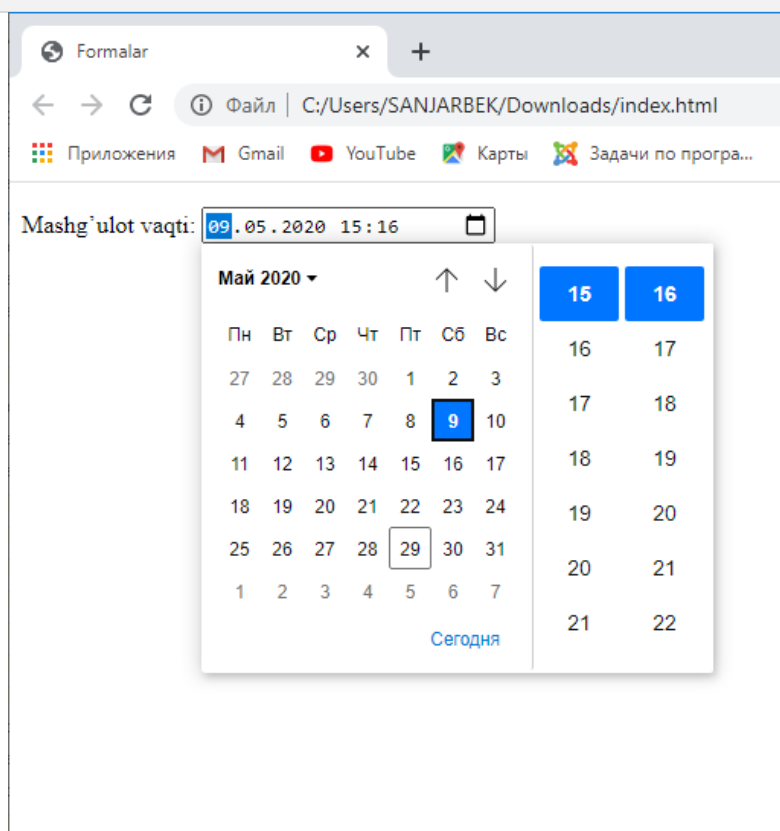 Formalar
Файл | C:/Users/SANJARBEK/Downloads/index.html
Приложения Gmail YouTube Карты Задачи по програ...
Mashg’ulot vaqti: 09.05.2020 15:16
Май 2020
Пн Вт Ср Чт Пт Сб Вс
27 28 29 30 1 2 3
4 5 6 7 8 9 10
11 12 13 14 15 16 17
18 19 20 21 22 23 24
25 26 27 28 29 30 31
1 2 3 4 5 6 7
Сегодня
15 16
16 17
17 18
18 19
19 20
20 21
21 22